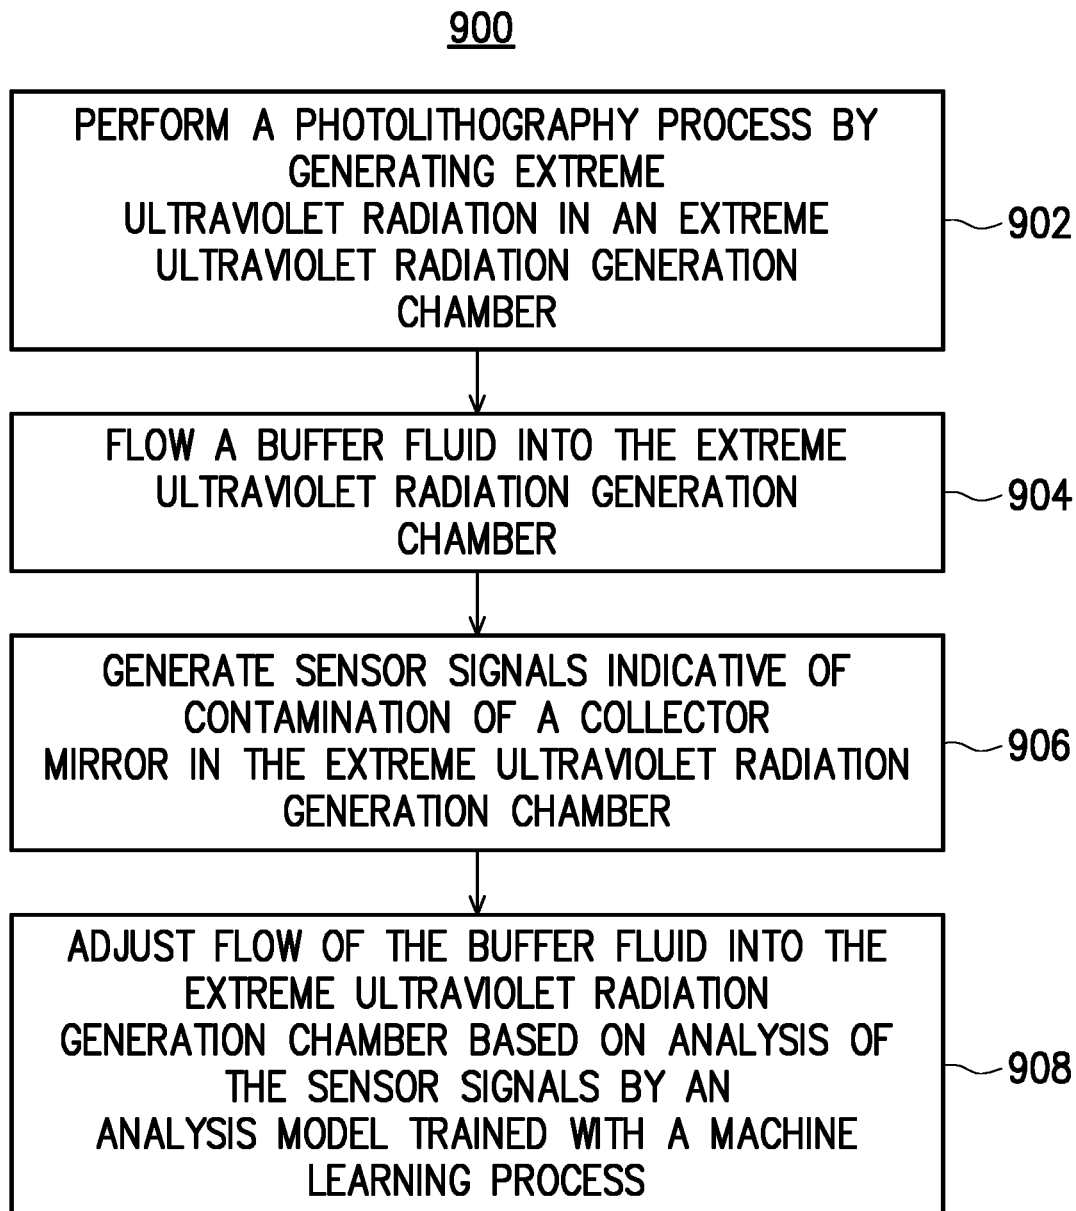 900
PERFORM A PHOTOLITHOGRAPHY PROCESS BY
GENERATING EXTREME
ULTRAVIOLET RADIATION IN AN EXTREME
ULTRAVIOLET RADIATION GENERATION
CHAMBER
902
FLOW A BUFFER FLUID INTO THE EXTREME
ULTRAVIOLET RADIATION GENERATION
CHAMBER
904
GENERATE SENSOR SIGNALS INDICATIVE OF
CONTAMINATION OF A COLLECTOR
MIRROR IN THE EXTREME ULTRAVIOLET RADIATION
GENERATION CHAMBER
906
ADJUST FLOW OF THE BUFFER FLUID INTO THE
EXTREME ULTRAVIOLET RADIATION
GENERATION CHAMBER BASED ON ANALYSIS OF
THE SENSOR SIGNALS BY AN
ANALYSIS MODEL TRAINED WITH A MACHINE
LEARNING PROCESS
908